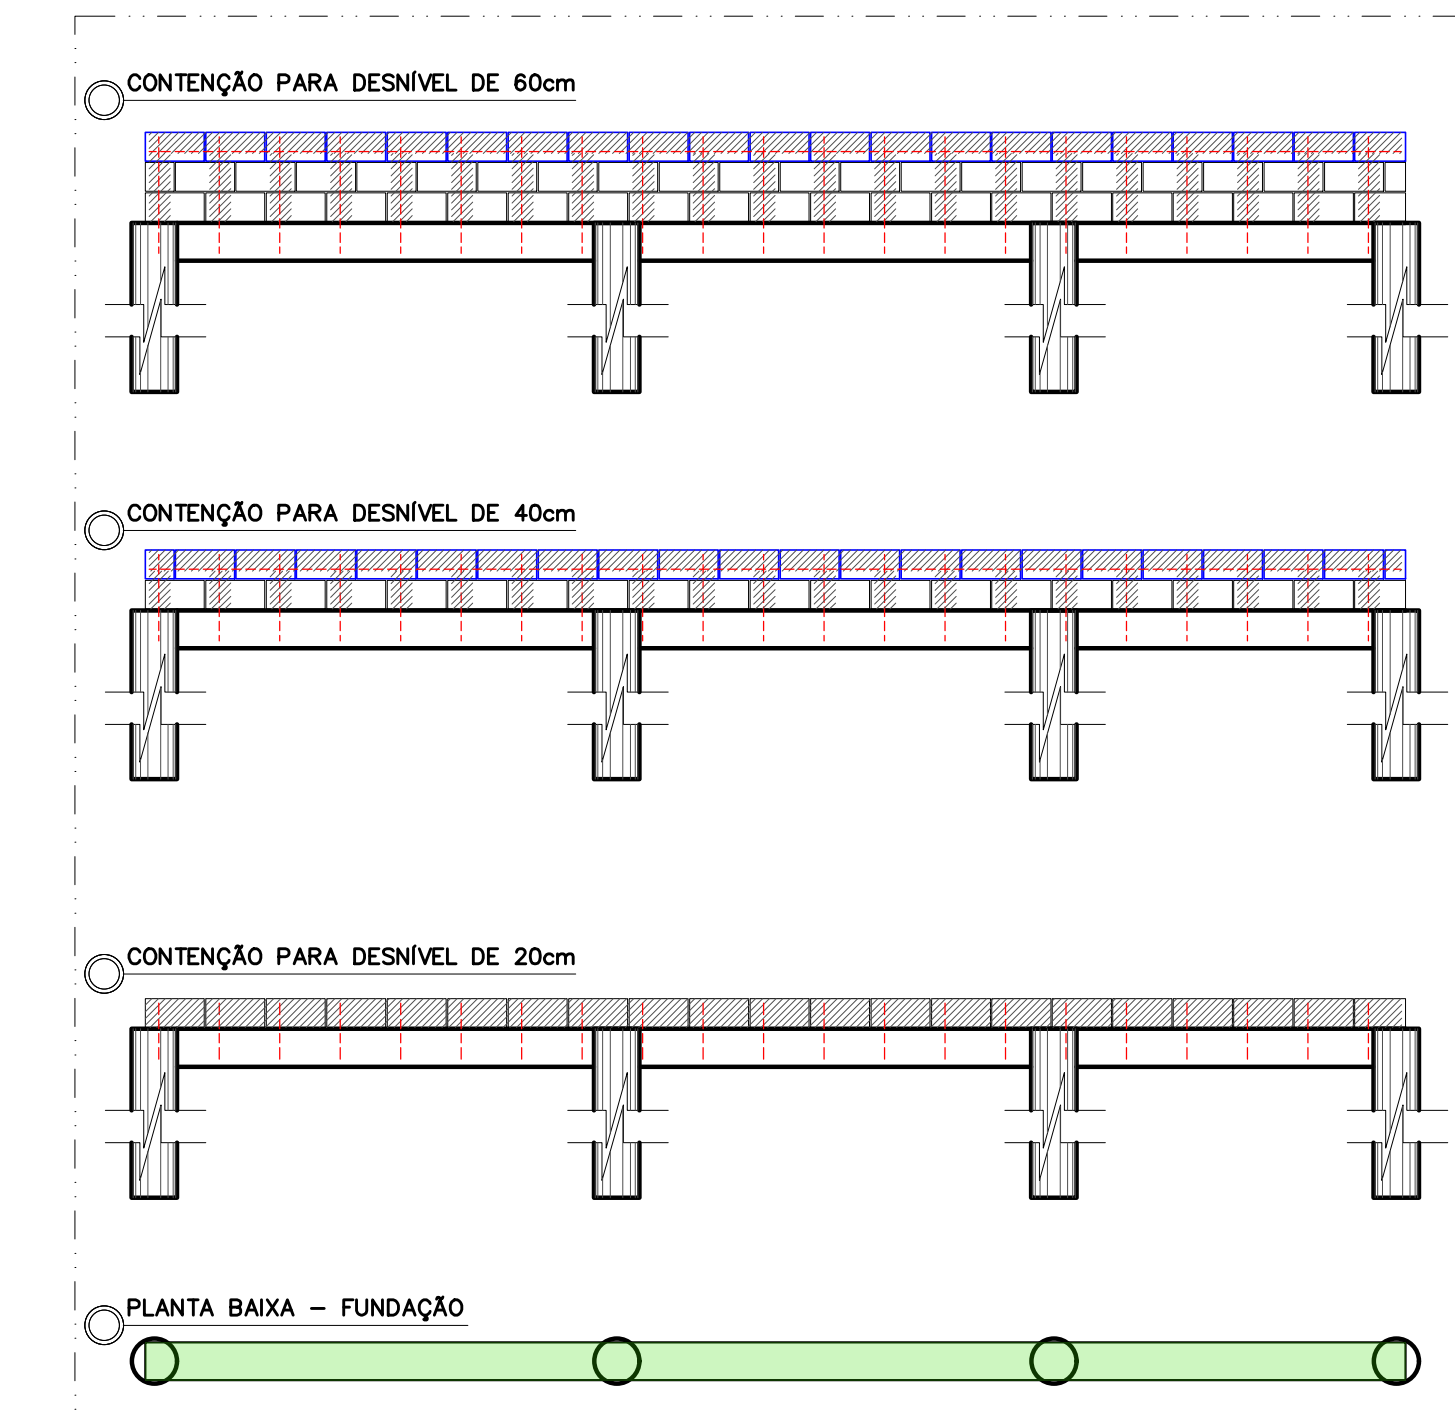 CONTENÇÃO PARA DESNÍVEL DE 60cm
CONTENÇÃO PARA DESNÍVEL DE 40cm
CONTENÇÃO PARA DESNÍVEL DE 20cm
PLANTA BAIXA – FUNDAÇÃO